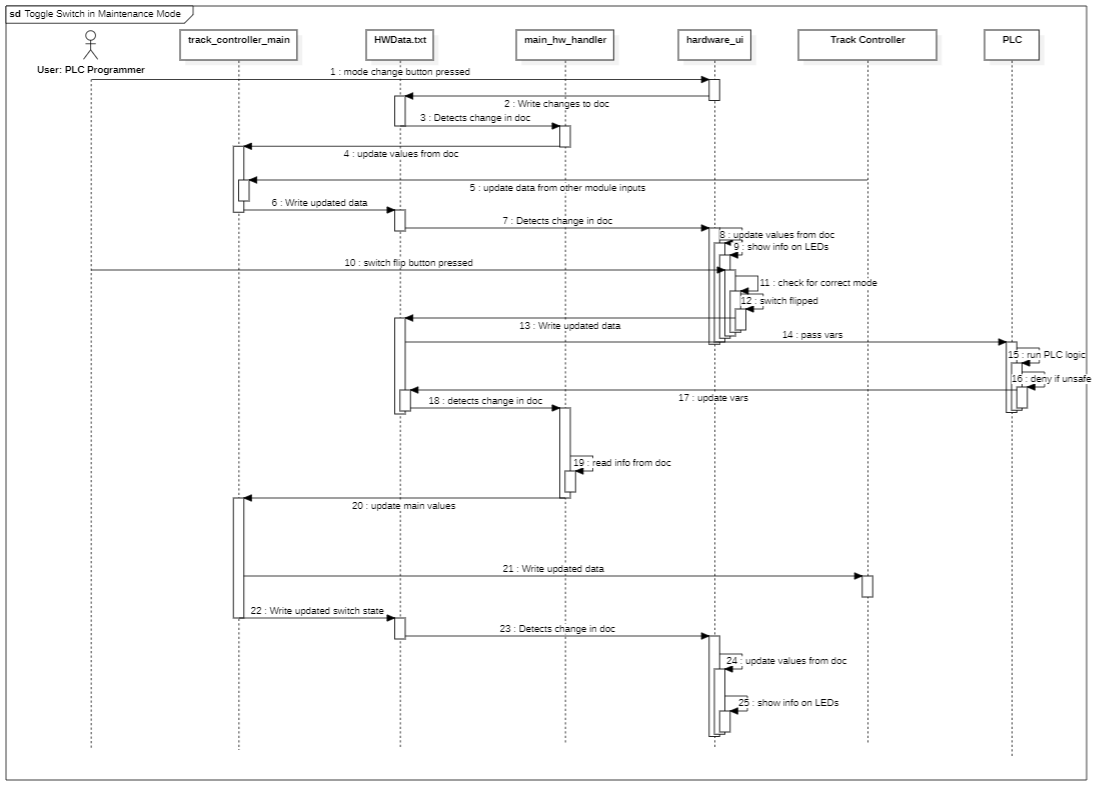 sd Toggle Switch in Maintenance Mode
track_controller_main
HWData.txt
main_hw_handler
hardware_ui
Track Controller
PLC
User: PLC Programmer
1 : mode change button pressed
2 : Write changes to doc
3 : Detects change in doc
4 : update values from doc
5 : update data from other module inputs
6 : Write updated data
7 : Detects change in doc
8 : update values from doc
9 : show info on LEDs
10 : switch flip button pressed
11 : check for correct mode
12 : switch flipped
13 : Write updated data
14 : pass vars
15 : run PLC logic
16 : deny if unsafe
17 : update vars
18 : detects change in doc
19 : read info from doc
20 : update main values
21 : Write updated data
22 : Write updated switch state
23 : Detects change in doc
24 : update values from doc
25 : show info on LEDs